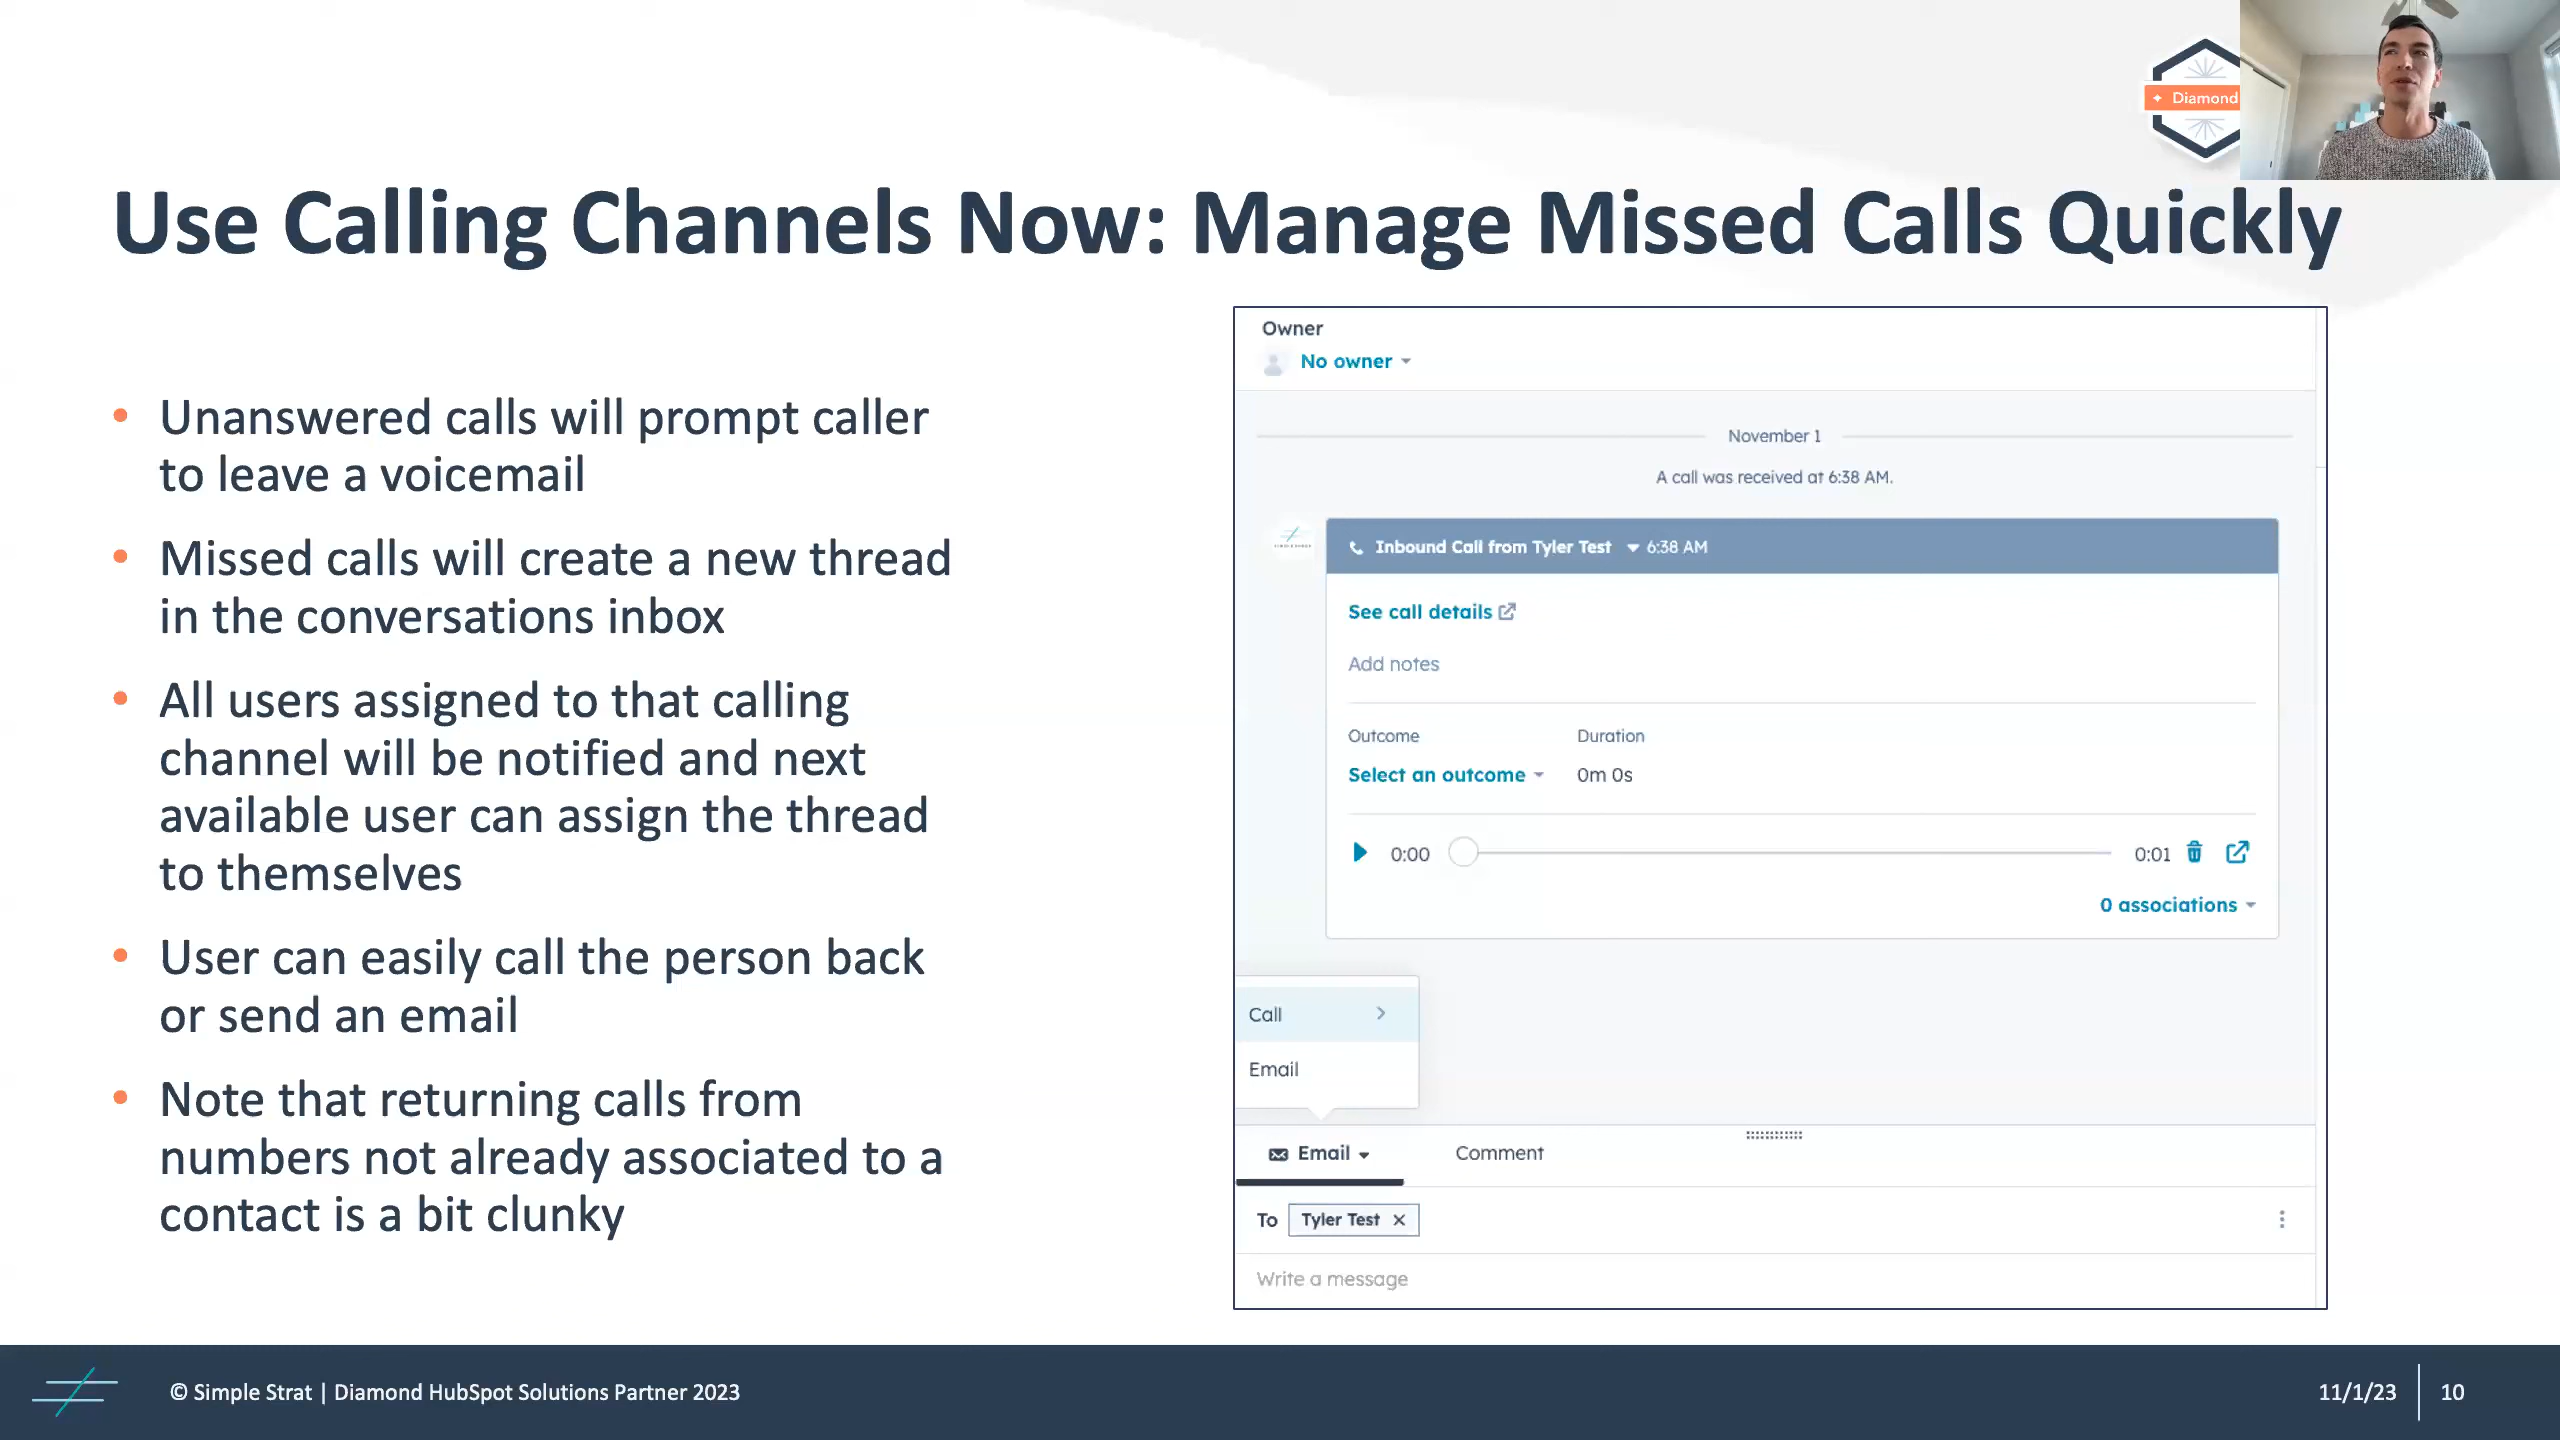 Diamond
Use Calling Channels Now: Manage Missed Calls Quickly
• Unanswered calls will prompt caller
to leave a voicemail
• Missed calls will create a new thread
in the conversations inbox
• All users assigned to that calling
channel will be notified and next
available user can assign the thread
to themselves
• User can easily call the person back
or send an email
• Note that returning calls from
numbers not already associated to a
contact is a bit clunky
Owner
No owner
November 1
A call was received at 6:38 AM.
Inbound Call from Tyler Test 6:38 AM
See call details
Add notes
Outcome Duration
Select an outcome 0m 0s
0:00 0:01
0 associations
Call
Email
Email Comment
To Tyler Test
Write a message
© Simple Strat | Diamond HubSpot Solutions Partner 2023
11/1/23 10